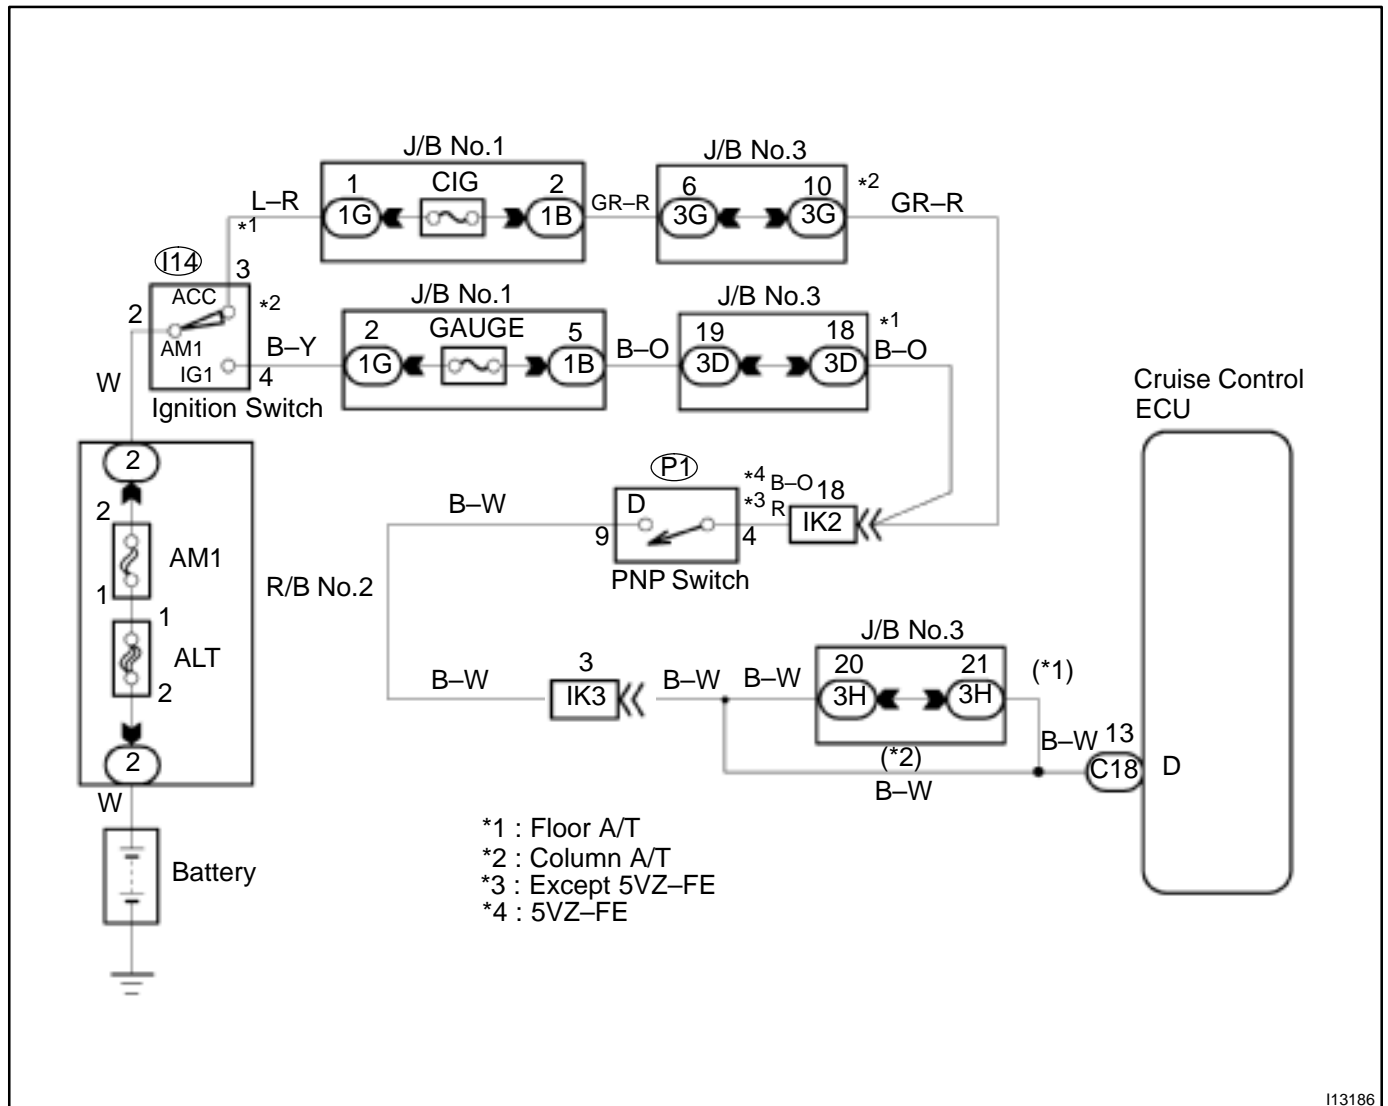 J/B No.1
J/B No.3
1
CIG
2
6
10
*2
L–R
1G
1B
GR–R
3G
3G
GR–R
*1
I14
3
ACC
*2
2
AM1
IG1
4
B–Y
Ignition Switch
J/B No.1
J/B No.3
2
GAUGE
5
19
18
*1
1G
1B
B–O
3D
3D
B–O
W
Cruise Control
ECU
2
2
AM1
1
1
ALT
2
2
R/B No.2
W
Battery
P1
*4 B–O 18
*3 R
B–W
D
9
4
IK2
PNP Switch
J/B No.3
3
20
21
(*1)
B–W
IK3
B–W
B–W
3H
3H
(*2)
B–W
B–W 13
C18
D
*1 : Floor A/T
*2 : Column A/T
*3 : Except 5VZ–FE
*4 : 5VZ–FE
I13186